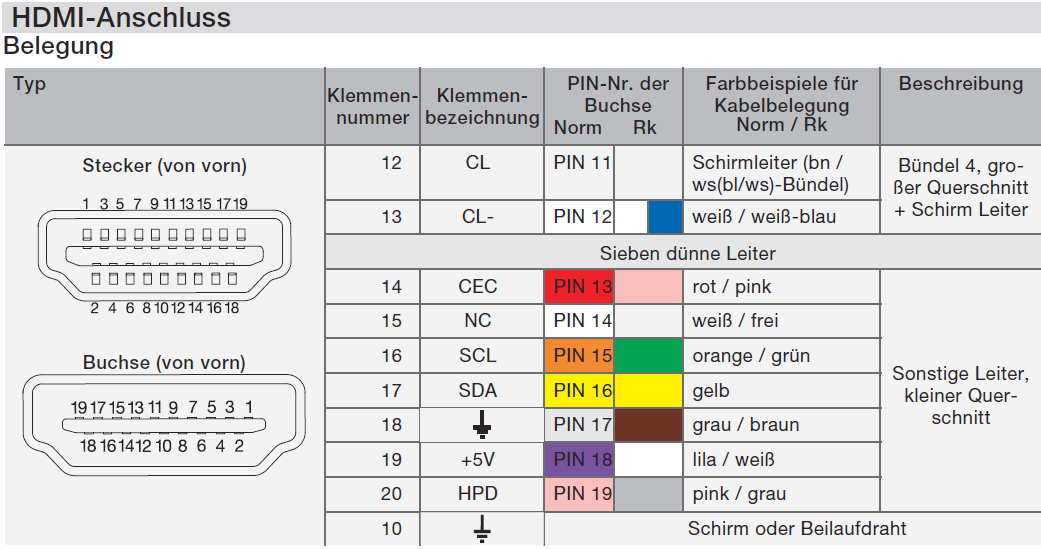 HDMI-Anschluss
Belegung
Typ
Klemmen-
nummer
Klemmen-
bezeichnung
PIN-Nr. der
Buchse
Norm Rk
Farbbeispiele für
Kabelbelegung
Norm / Rk
Beschreibung
Stecker (von vorn)
1 3 5 7 9 11 13 15 17 19
2 4 6 8 10 12 14 16 18
Buchse (von vorn)
19 17 15 13 11 9 7 5 3 1
18 16 14 12 10 8 6 4 2
12 CL PIN 11 Schirmleiter (bn /
ws(bl/ws)-Bündel)
Bündel 4, gro-
ßer Querschnitt
+ Schirm Leiter
13 CL- PIN 12 weiß / weiß-blau
Sieben dünne Leiter
14 CEC PIN 13 rot / pink
15 NC PIN 14 weiß / frei
16 SCL PIN 15 orange / grün
17 SDA PIN 16 gelb
18 PIN 17 grau / braun
19 +5V PIN 18 lila / weiß
20 HPD PIN 19 pink / grau
Sonstige Leiter,
kleiner Quer-
schnitt
10 Schirm oder Beilaufdraht